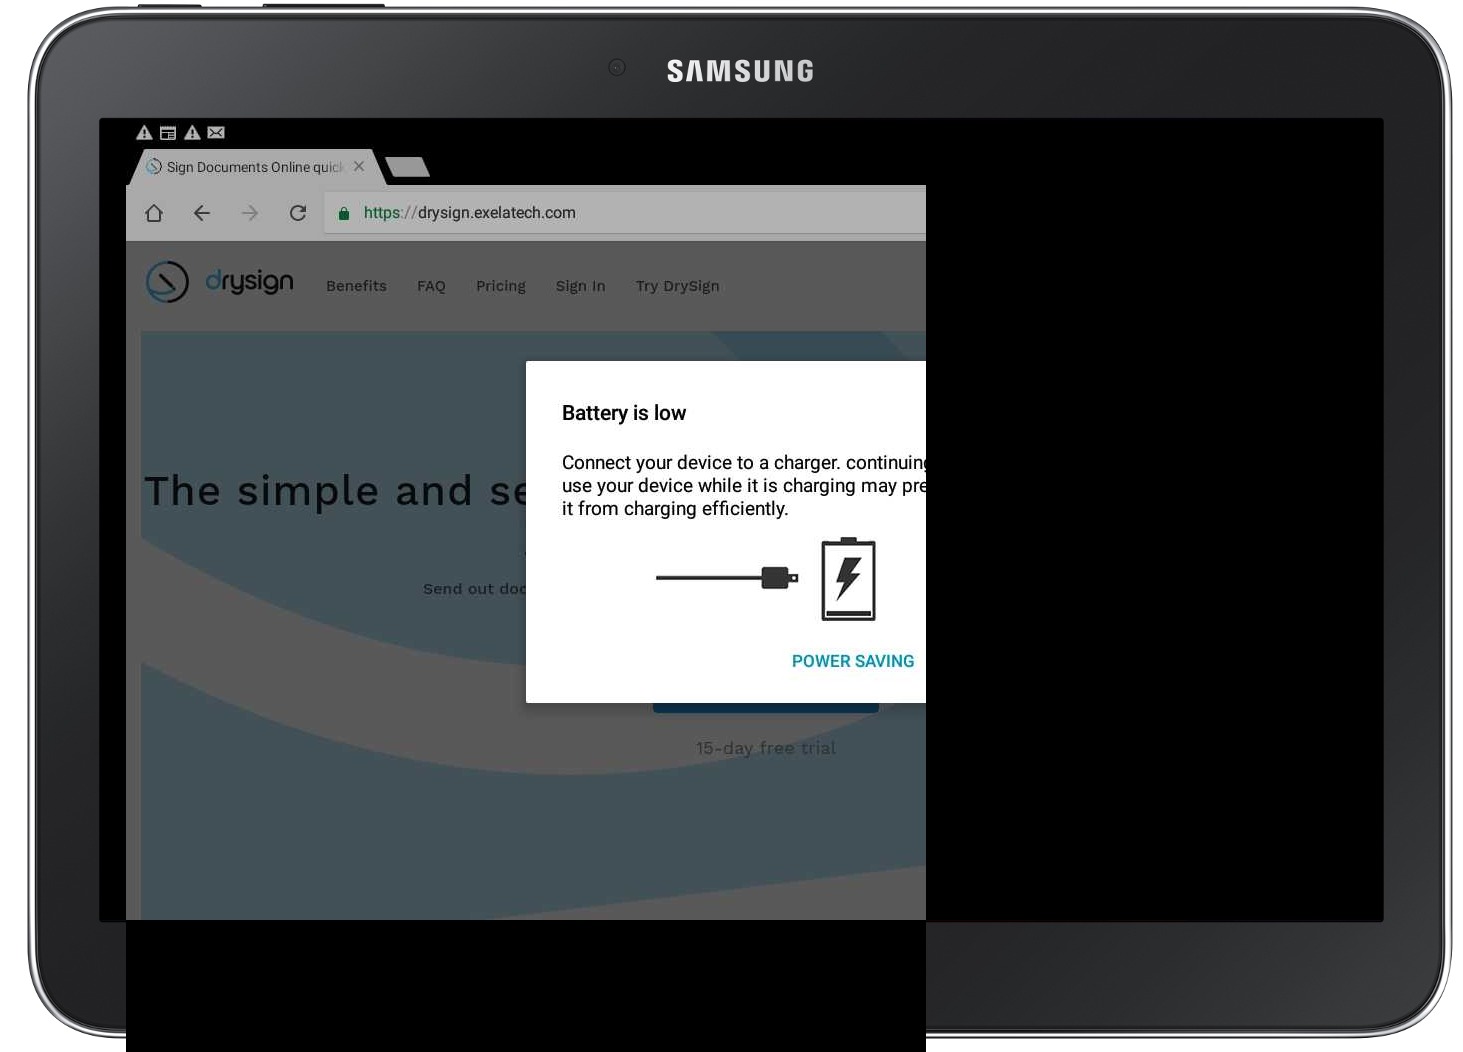 SAMSUNG
Sign Documents Online quick
https://drysign.exelatech.com
drysign Benefits FAQ Pricing Sign In Try DrySign
The simple and se
Send out doc
Battery is low
Connect your device to a charger. continuing
use your device while it is charging may pre
it from charging efficiently.
POWER SAVING
15-day free trial